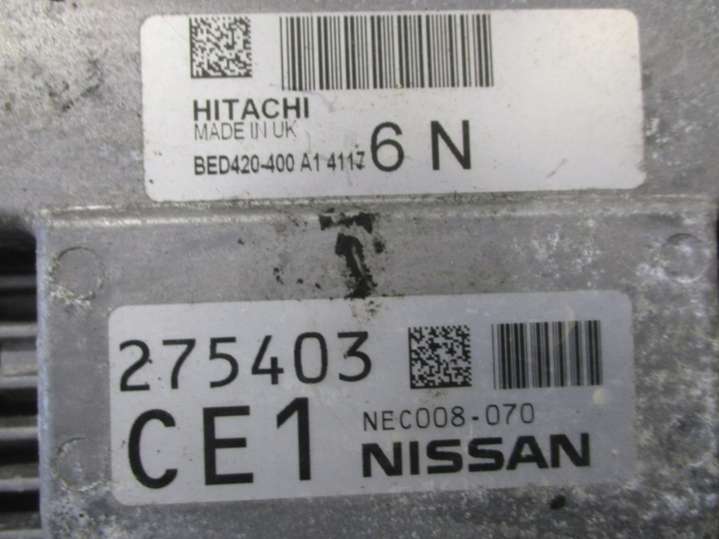 HITACHI
MADE IN UK
BED420-400 A1 4117 6 N
275403
CE1 NEC008-070
NISSAN